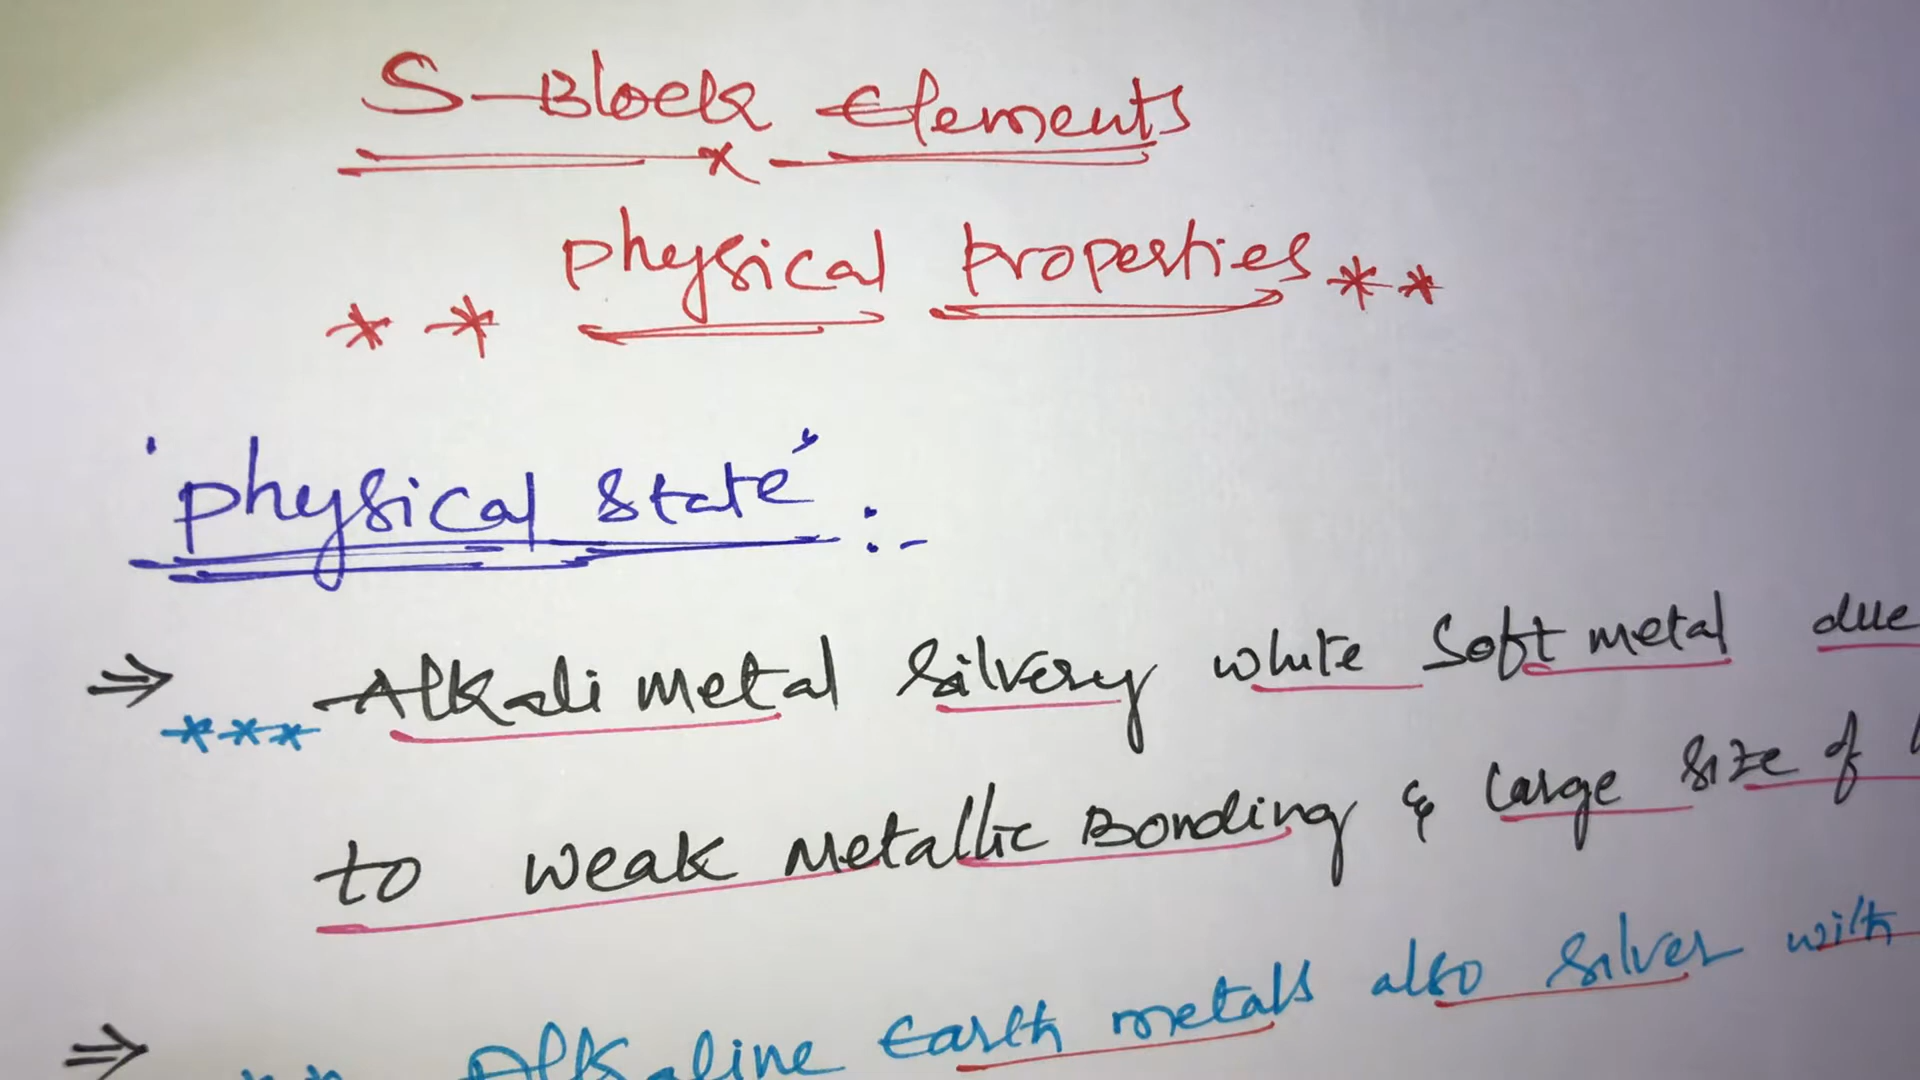 S-Block Elements
x
** Physical Properties **
'Physical state' :-
⇒ *** Alkali metal silvery white Soft metal due
to weak metallic Bonding & Large size of
⇒ ** Alkaline Earth metals also silver with